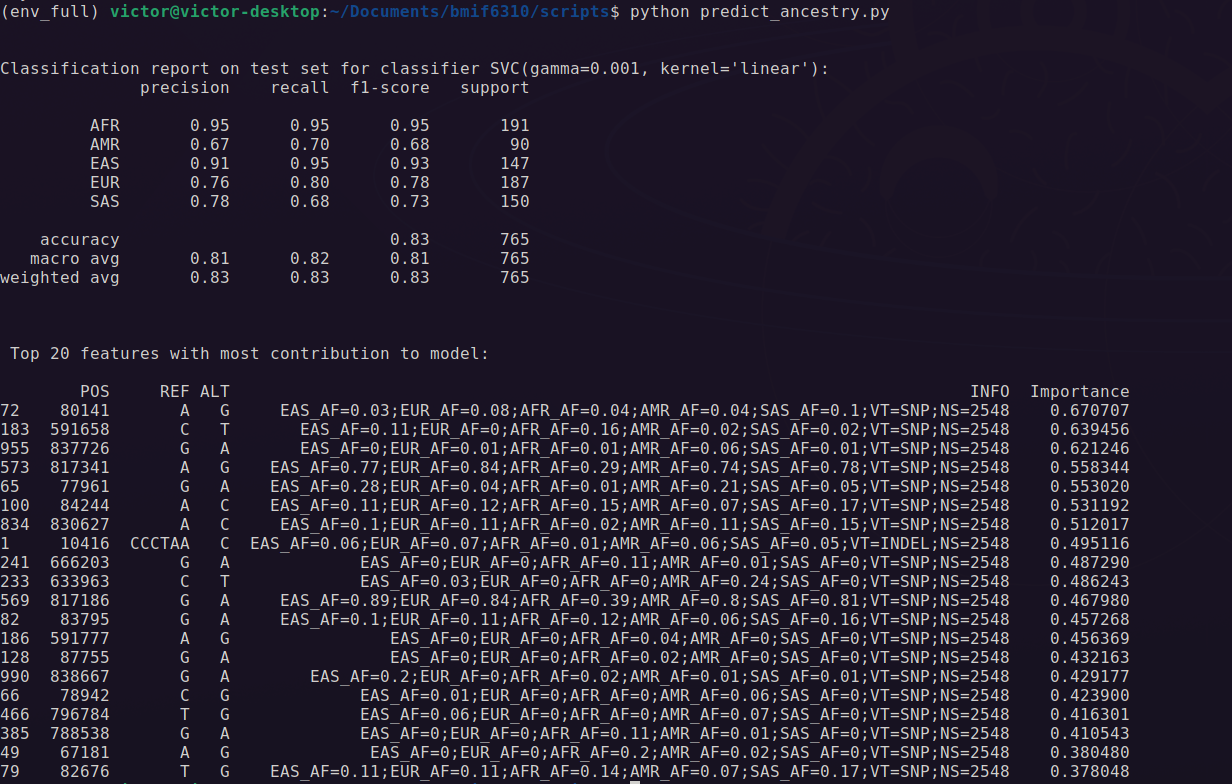 (env_full) victor@victor-desktop:~/Documents/bmif6310/scripts$ python predict_ancestry.py
Classification report on test set for classifier SVC(gamma=0.001, kernel='linear'):
precision recall f1-score support
AFR 0.95 0.95 0.95 191
AMR 0.67 0.70 0.68 90
EAS 0.91 0.95 0.93 147
EUR 0.76 0.80 0.78 187
SAS 0.78 0.68 0.73 150
accuracy 0.83 765
macro avg 0.81 0.82 0.81 765
weighted avg 0.83 0.83 0.83 765
Top 20 features with most contribution to model:
POS REF ALT INFO Importance
72 80141 A G EAS_AF=0.03;EUR_AF=0.08;AFR_AF=0.04;AMR_AF=0.04;SAS_AF=0.1;VT=SNP;NS=2548 0.670707
183 591658 C T EAS_AF=0.11;EUR_AF=0;AFR_AF=0.16;AMR_AF=0.02;SAS_AF=0.02;VT=SNP;NS=2548 0.639456
955 837726 G A EAS_AF=0;EUR_AF=0.01;AFR_AF=0.01;AMR_AF=0.06;SAS_AF=0.01;VT=SNP;NS=2548 0.621246
573 817341 A G EAS_AF=0.77;EUR_AF=0.84;AFR_AF=0.29;AMR_AF=0.74;SAS_AF=0.78;VT=SNP;NS=2548 0.558344
65 77961 G A EAS_AF=0.28;EUR_AF=0.04;AFR_AF=0.01;AMR_AF=0.21;SAS_AF=0.05;VT=SNP;NS=2548 0.553020
100 84244 A C EAS_AF=0.11;EUR_AF=0.12;AFR_AF=0.15;AMR_AF=0.07;SAS_AF=0.17;VT=SNP;NS=2548 0.531192
834 830627 A C EAS_AF=0.1;EUR_AF=0.11;AFR_AF=0.02;AMR_AF=0.11;SAS_AF=0.15;VT=SNP;NS=2548 0.512017
1 10416 CCCTAA C EAS_AF=0.06;EUR_AF=0.07;AFR_AF=0.01;AMR_AF=0.06;SAS_AF=0.05;VT=INDEL;NS=2548 0.495116
241 666203 G A EAS_AF=0;EUR_AF=0;AFR_AF=0.11;AMR_AF=0.01;SAS_AF=0;VT=SNP;NS=2548 0.487290
233 633963 C T EAS_AF=0.03;EUR_AF=0;AFR_AF=0;AMR_AF=0.24;SAS_AF=0;VT=SNP;NS=2548 0.486243
569 817186 G A EAS_AF=0.89;EUR_AF=0.84;AFR_AF=0.39;AMR_AF=0.8;SAS_AF=0.81;VT=SNP;NS=2548 0.467980
82 83795 G A EAS_AF=0.1;EUR_AF=0.11;AFR_AF=0.12;AMR_AF=0.06;SAS_AF=0.16;VT=SNP;NS=2548 0.457268
186 591777 A G EAS_AF=0;EUR_AF=0;AFR_AF=0.04;AMR_AF=0;SAS_AF=0;VT=SNP;NS=2548 0.456369
128 87755 G A EAS_AF=0;EUR_AF=0;AFR_AF=0.02;AMR_AF=0;SAS_AF=0;VT=SNP;NS=2548 0.432163
990 838667 G A EAS_AF=0.2;EUR_AF=0;AFR_AF=0.02;AMR_AF=0.01;SAS_AF=0.01;VT=SNP;NS=2548 0.429177
66 78942 C G EAS_AF=0.01;EUR_AF=0;AFR_AF=0;AMR_AF=0.06;SAS_AF=0;VT=SNP;NS=2548 0.423900
466 796784 T G EAS_AF=0.06;EUR_AF=0;AFR_AF=0;AMR_AF=0.07;SAS_AF=0;VT=SNP;NS=2548 0.416301
385 788538 G A EAS_AF=0;EUR_AF=0;AFR_AF=0.11;AMR_AF=0.01;SAS_AF=0;VT=SNP;NS=2548 0.410543
49 67181 A G EAS_AF=0;EUR_AF=0;AFR_AF=0.2;AMR_AF=0.02;SAS_AF=0;VT=SNP;NS=2548 0.380480
79 82676 T G EAS_AF=0.11;EUR_AF=0.11;AFR_AF=0.14;AMR_AF=0.07;SAS_AF=0.17;VT=SNP;NS=2548 0.378048